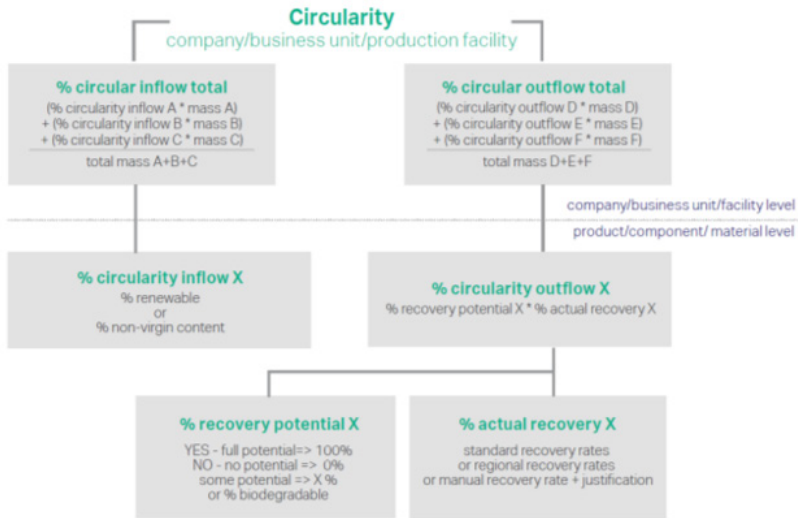 Circularity
company/business unit/production facility
% circular inflow total
(% circularity inflow A * mass A)
+ (% circularity inflow B * mass B)
+ (% circularity inflow C * mass C)
total mass A+B+C
% circular outflow total
(% circularity outflow D * mass D)
+ (% circularity outflow E * mass E)
+ (% circularity outflow F * mass F)
total mass D+E+F
company/business unit/facility level
product/component/ material level
% circularity inflow X
% renewable
or
% non-virgin content
% circularity outflow X
% recovery potential X * % actual recovery X
% recovery potential X
YES - full potential=> 100%
NO - no potential => 0%
some potential => X %
or % biodegradable
% actual recovery X
standard recovery rates
or regional recovery rates
or manual recovery rate + justification